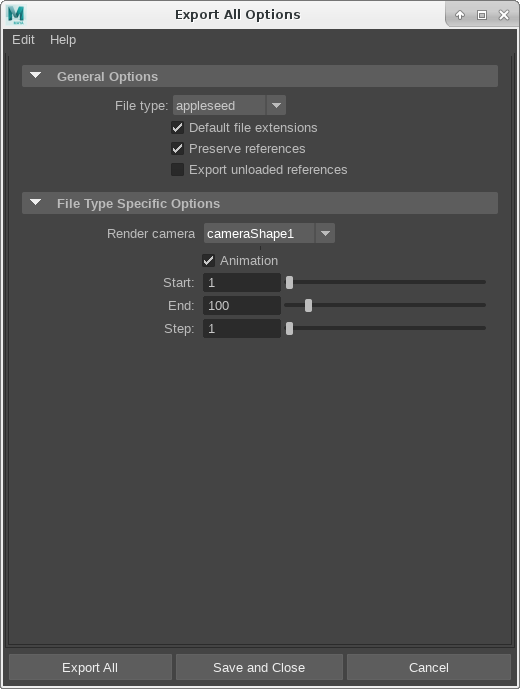 Export All Options
Edit Help
General Options
File type: appleseed
Default file extensions
Preserve references
Export unloaded references
File Type Specific Options
Render camera cameraShape1
Animation
Start: 1
End: 100
Step: 1
Export All Save and Close Cancel